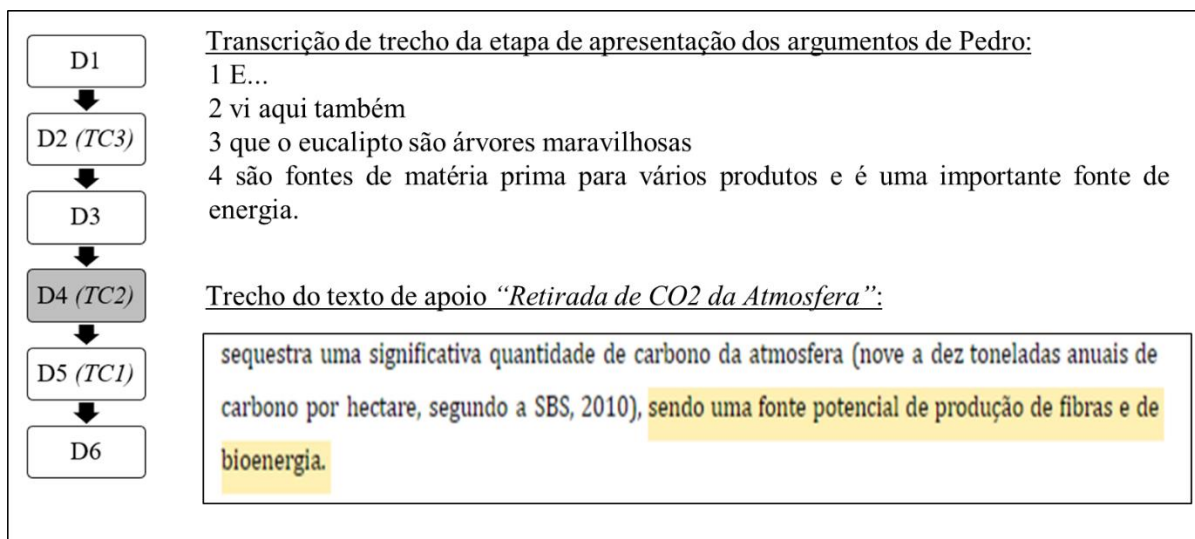 D1
D2 (TC3)
D3
D4 (TC2)
D5 (TC1)
D6
Transcrição de trecho da etapa de apresentação dos argumentos de Pedro:
1 E...
2 vi aqui também
3 que o eucalipto são árvores maravilhosas
4 são fontes de matéria prima para vários produtos e é uma importante fonte de
energia.
Trecho do texto de apoio “Retirada de CO2 da Atmosfera”:
sequestra uma significativa quantidade de carbono da atmosfera (nove a dez toneladas anuais de
carbono por hectare, segundo a SBS, 2010), sendo uma fonte potencial de produção de fibras e de
bioenergia.